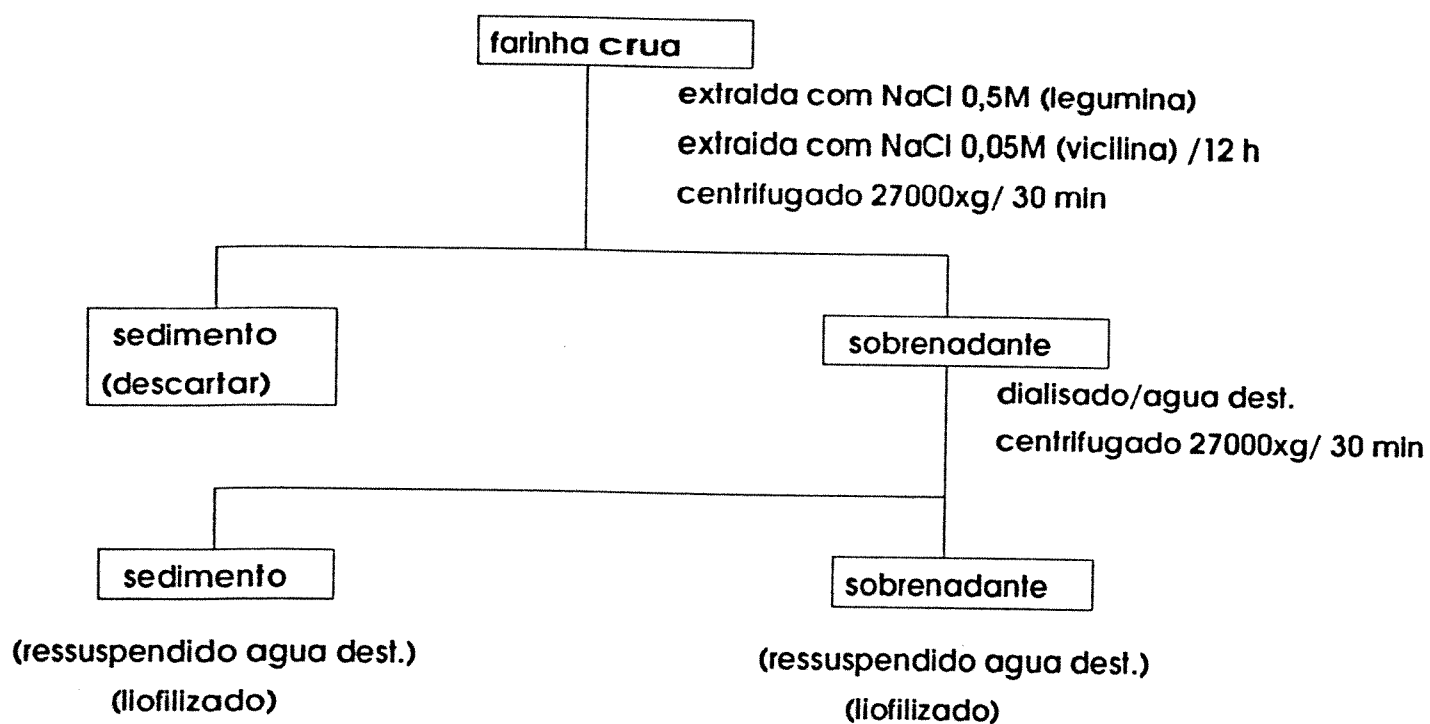 farinha crua
extraida com NaCl 0,5M (legumina)
extraida com NaCl 0,05M (vicilina) /12 h
centrifugado 27000xg/ 30 min
sedimento
(descartar)
sobrenadante
dialisado/agua dest.
centrifugado 27000xg/ 30 min
sedimento
sobrenadante
(ressuspendido agua dest.)
(liofilizado)
(ressuspendido agua dest.)
(liofilizado)